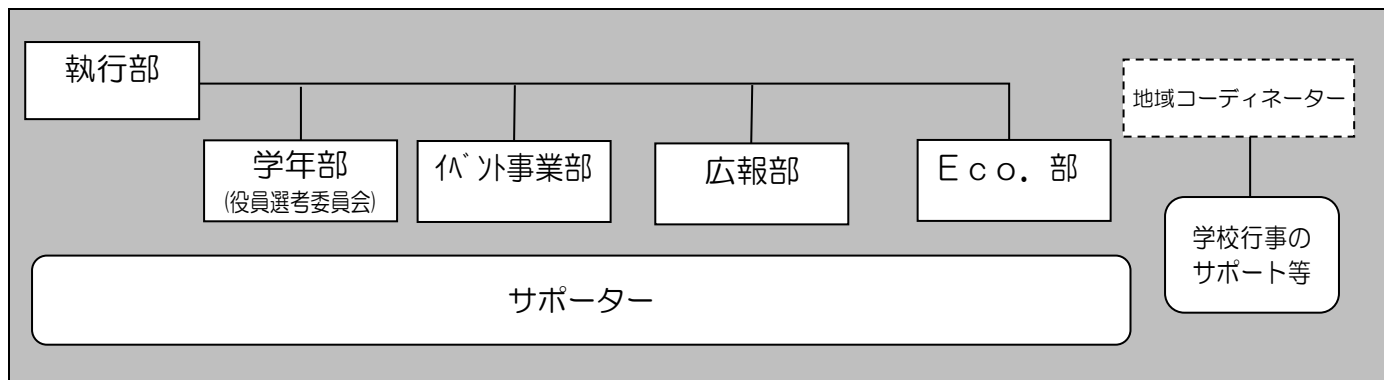 執行部
地域コーディネーター
学年部
(役員選考委員会)
ｲﾍﾞﾝﾄ事業部
広報部
Ｅｃｏ．部
学校行事の
サポート等
サポーター